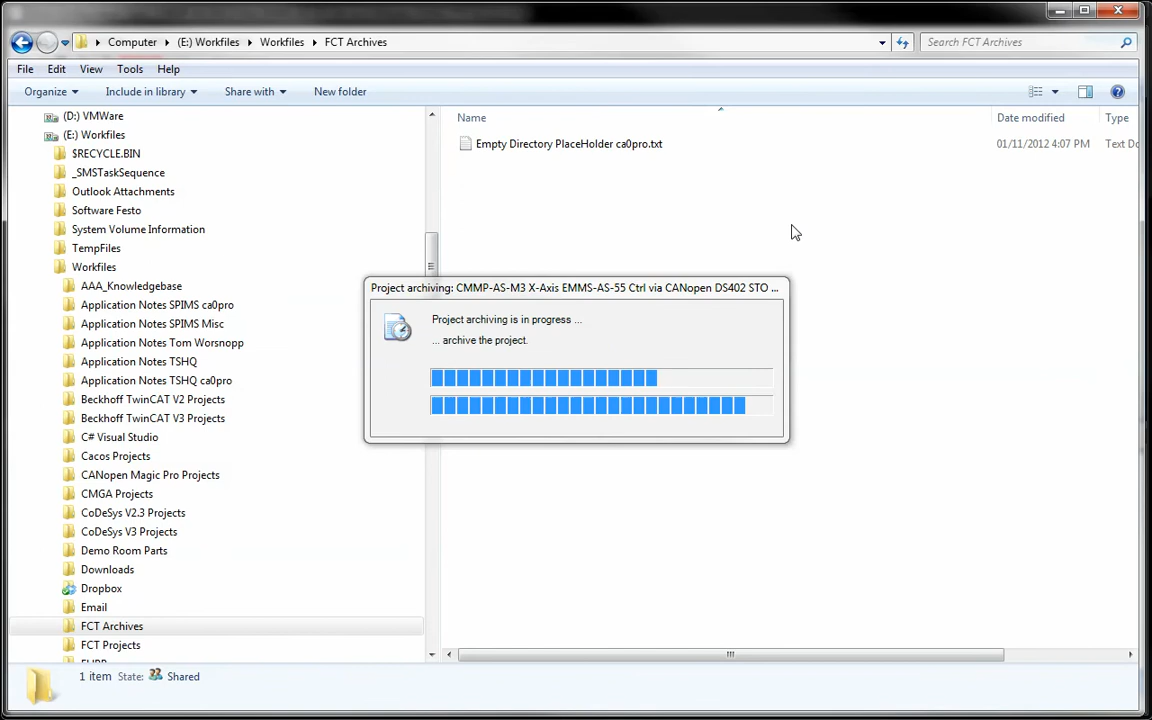 Computer (E:) Workfiles Workfiles FCT Archives Search FCT Archives
File Edit View Tools Help
Organize Include in library Share with New folder
(D:) VMWare
(E:) Workfiles
$RECYCLE.BIN
_SMSTaskSequence
Outlook Attachments
Software Festo
System Volume Information
TempFiles
Workfiles
AAA_Knowledgebase
Application Notes SPIMS ca0pro
Application Notes SPIMS Misc
Application Notes Tom Worsnopp
Application Notes TSHQ
Application Notes TSHQ ca0pro
Beckhoff TwinCAT V2 Projects
Beckhoff TwinCAT V3 Projects
C# Visual Studio
Cacos Projects
CANopen Magic Pro Projects
CMGA Projects
CoDeSys V2.3 Projects
CoDeSys V3 Projects
Demo Room Parts
Downloads
Dropbox
Email
FCT Archives
FCT Projects
Name Date modified Type
Empty Directory PlaceHolder ca0pro.txt 01/11/2012 4:07 PM Text Do
Project archiving: CMMP-AS-M3 X-Axis EMMS-AS-55 Ctrl via CANopen DS402 STO ...
Project archiving is in progress ...
... archive the project.
1 item State: Shared